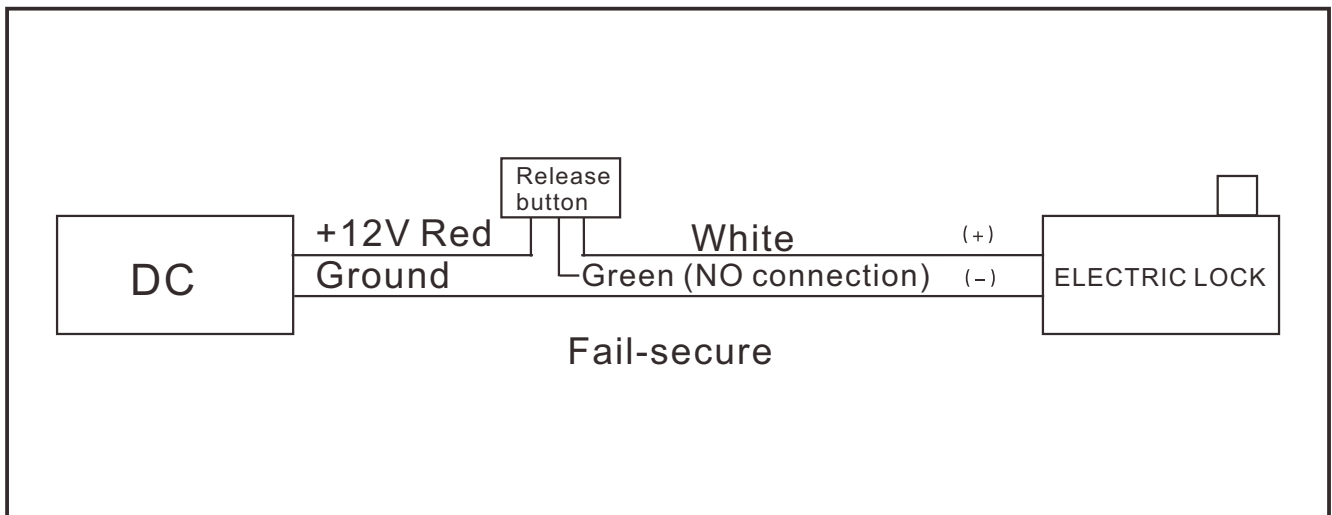 Release
button
+12V Red
White
(+)
DC
Ground
Green (NO connection)
(-)
ELECTRIC LOCK
Fail-secure